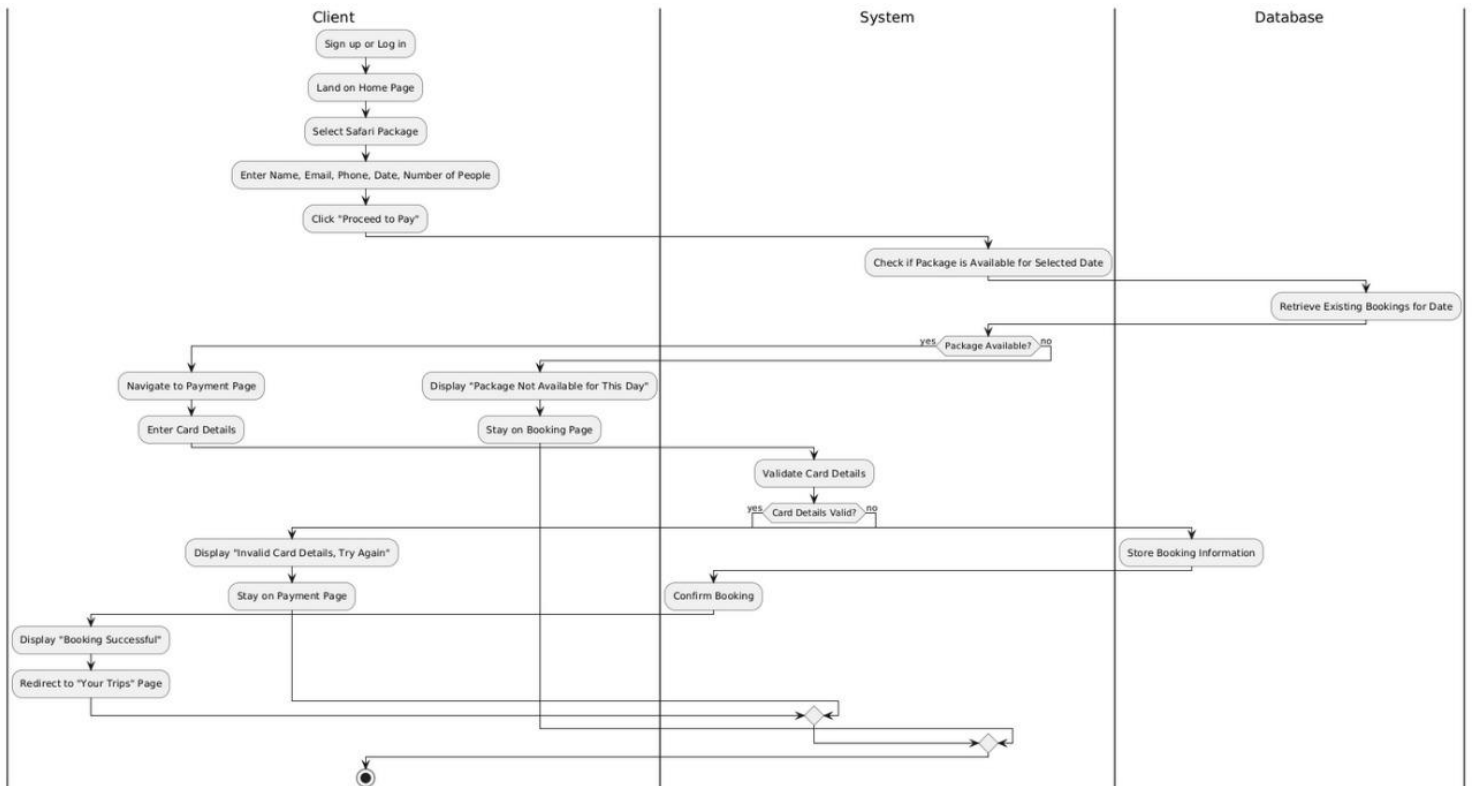 Client
System
Database
Sign up or Log in
Land on Home Page
Select Safari Package
Enter Name, Email, Phone, Date, Number of People
Click "Proceed to Pay"
Check if Package is Available for Selected Date
Retrieve Existing Bookings for Date
yes
Package Available?
no
Navigate to Payment Page
Display "Package Not Available for This Day"
Enter Card Details
Stay on Booking Page
Validate Card Details
yes
Card Details Valid?
no
Display "Invalid Card Details, Try Again"
Store Booking Information
Stay on Payment Page
Confirm Booking
Display "Booking Successful"
Redirect to "Your Trips" Page